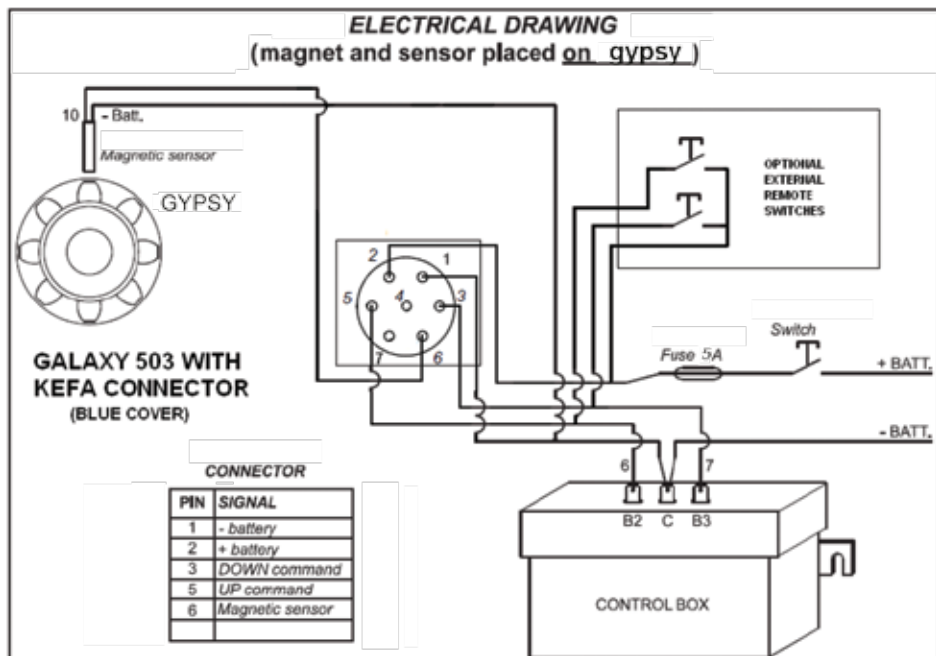 ELECTRICAL DRAWING
(magnet and sensor placed on gypsy )
10
- Batt.
Magnetic sensor
GYPSY
OPTIONAL
EXTERNAL
REMOTE
SWITCHES
2
1
5
4
3
7
6
Fuse 5A
Switch
+ BATT.
- BATT.
GALAXY 503 WITH
KEFA CONNECTOR
(BLUE COVER)
CONNECTOR
PIN SIGNAL
1 - battery
2 + battery
3 DOWN command
5 UP command
6 Magnetic sensor
6
7
B2 C B3
CONTROL BOX